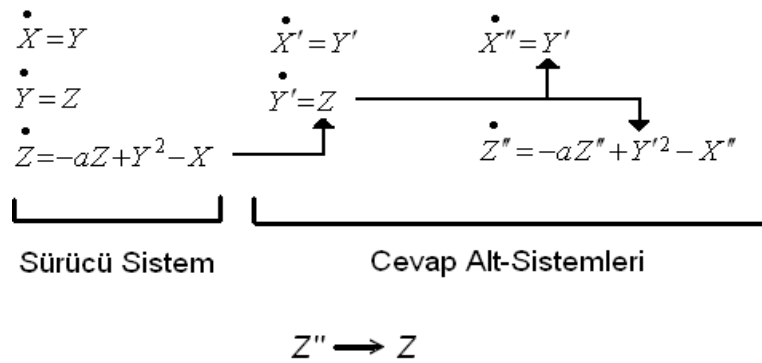 Ẋ=Y Ẋ′=Y′ Ẋ″=Y′
Ẏ=Z Ẏ′=Z
Ż=−aZ+Y²−X Ż″=−aZ″+Y′²−X″
Sürücü Sistem Cevap Alt-Sistemleri
Z" ⟶ Z